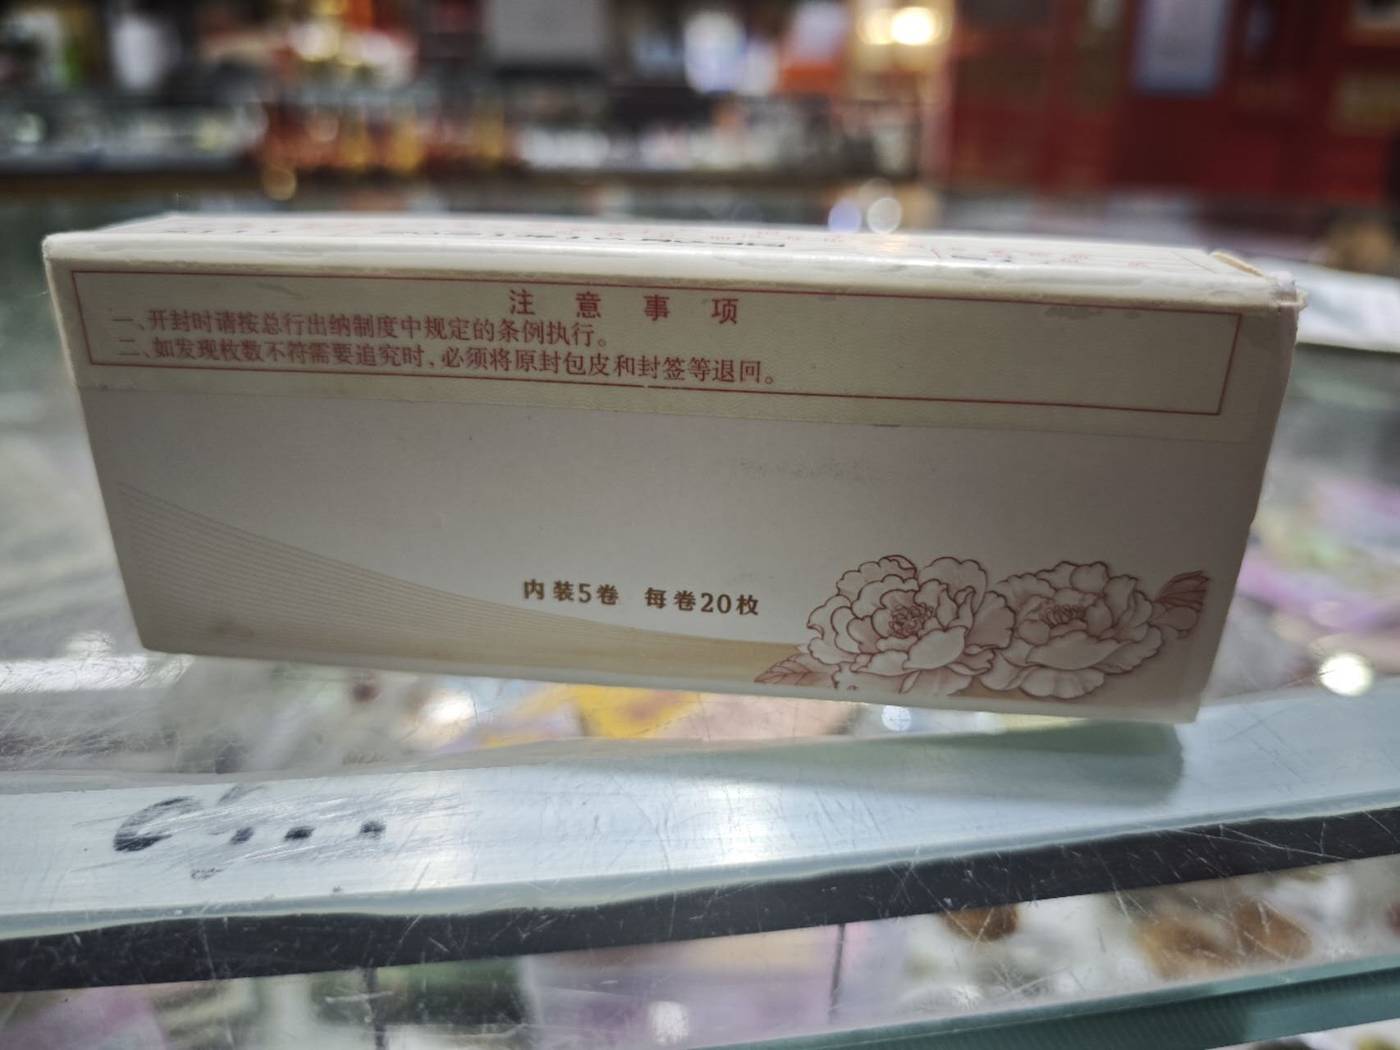 注意事项
一、开封时请按总行出纳制度中规定的条例执行。
二、如发现枚数不符需要追究时,必须将原封包皮和封签等退回。
内装5卷 每卷20枚